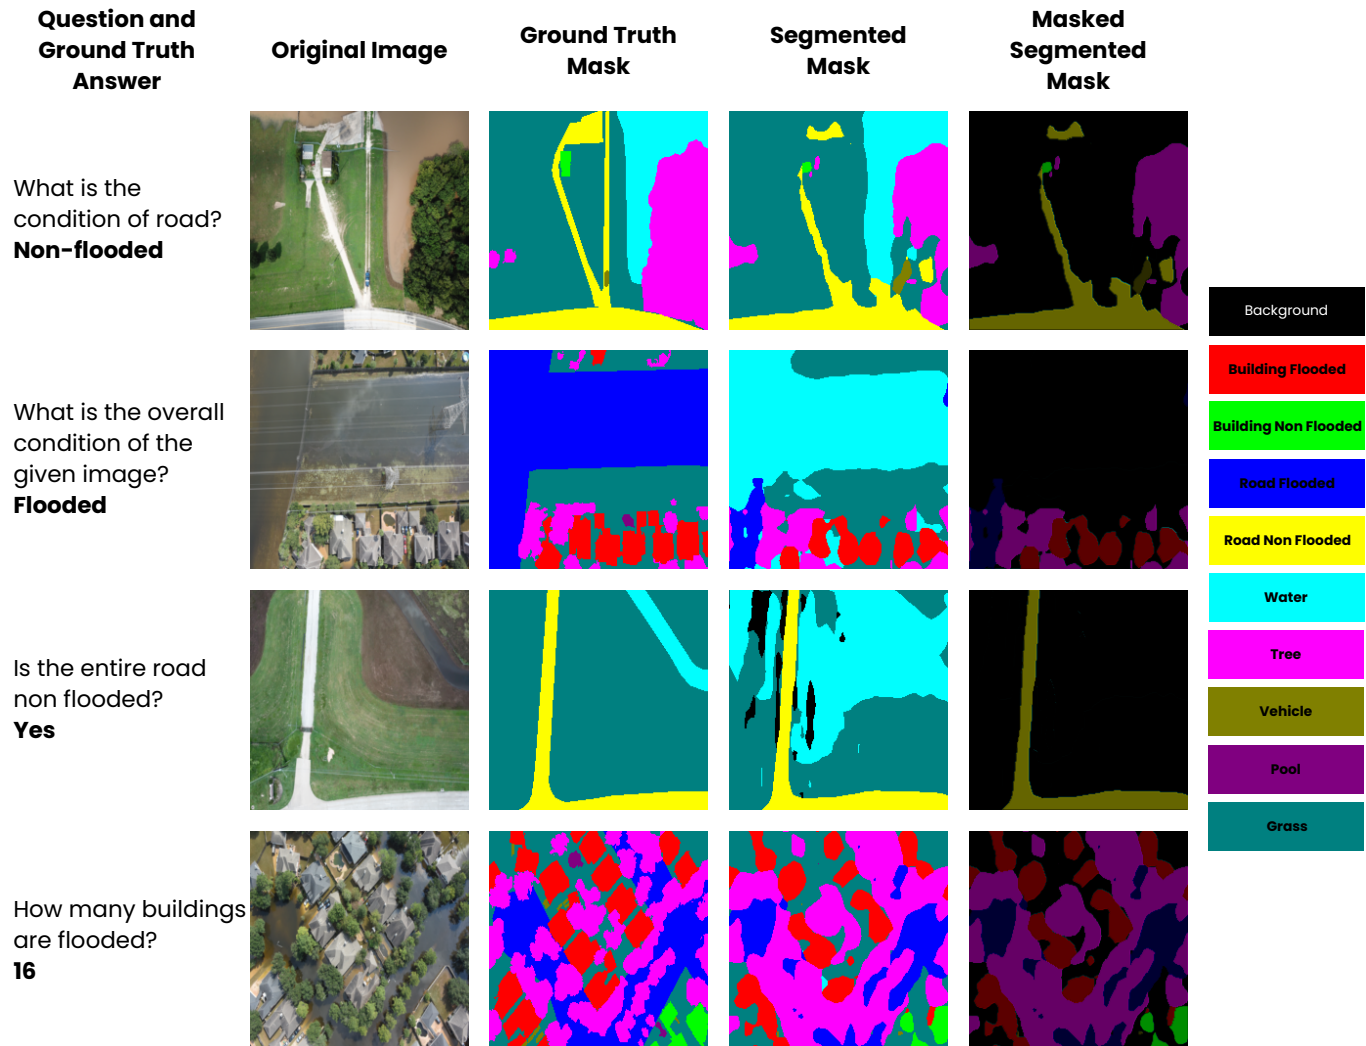 Question and
Ground Truth
Answer
Original Image
Ground Truth
Mask
Segmented
Mask
Masked
Segmented
Mask
What is the
condition of road?
Non-flooded
What is the overall
condition of the
given image?
Flooded
Is the entire road
non flooded?
Yes
How many buildings
are flooded?
16
Background
Building Flooded
Building Non Flooded
Road Flooded
Road Non Flooded
Water
Tree
Vehicle
Pool
Grass